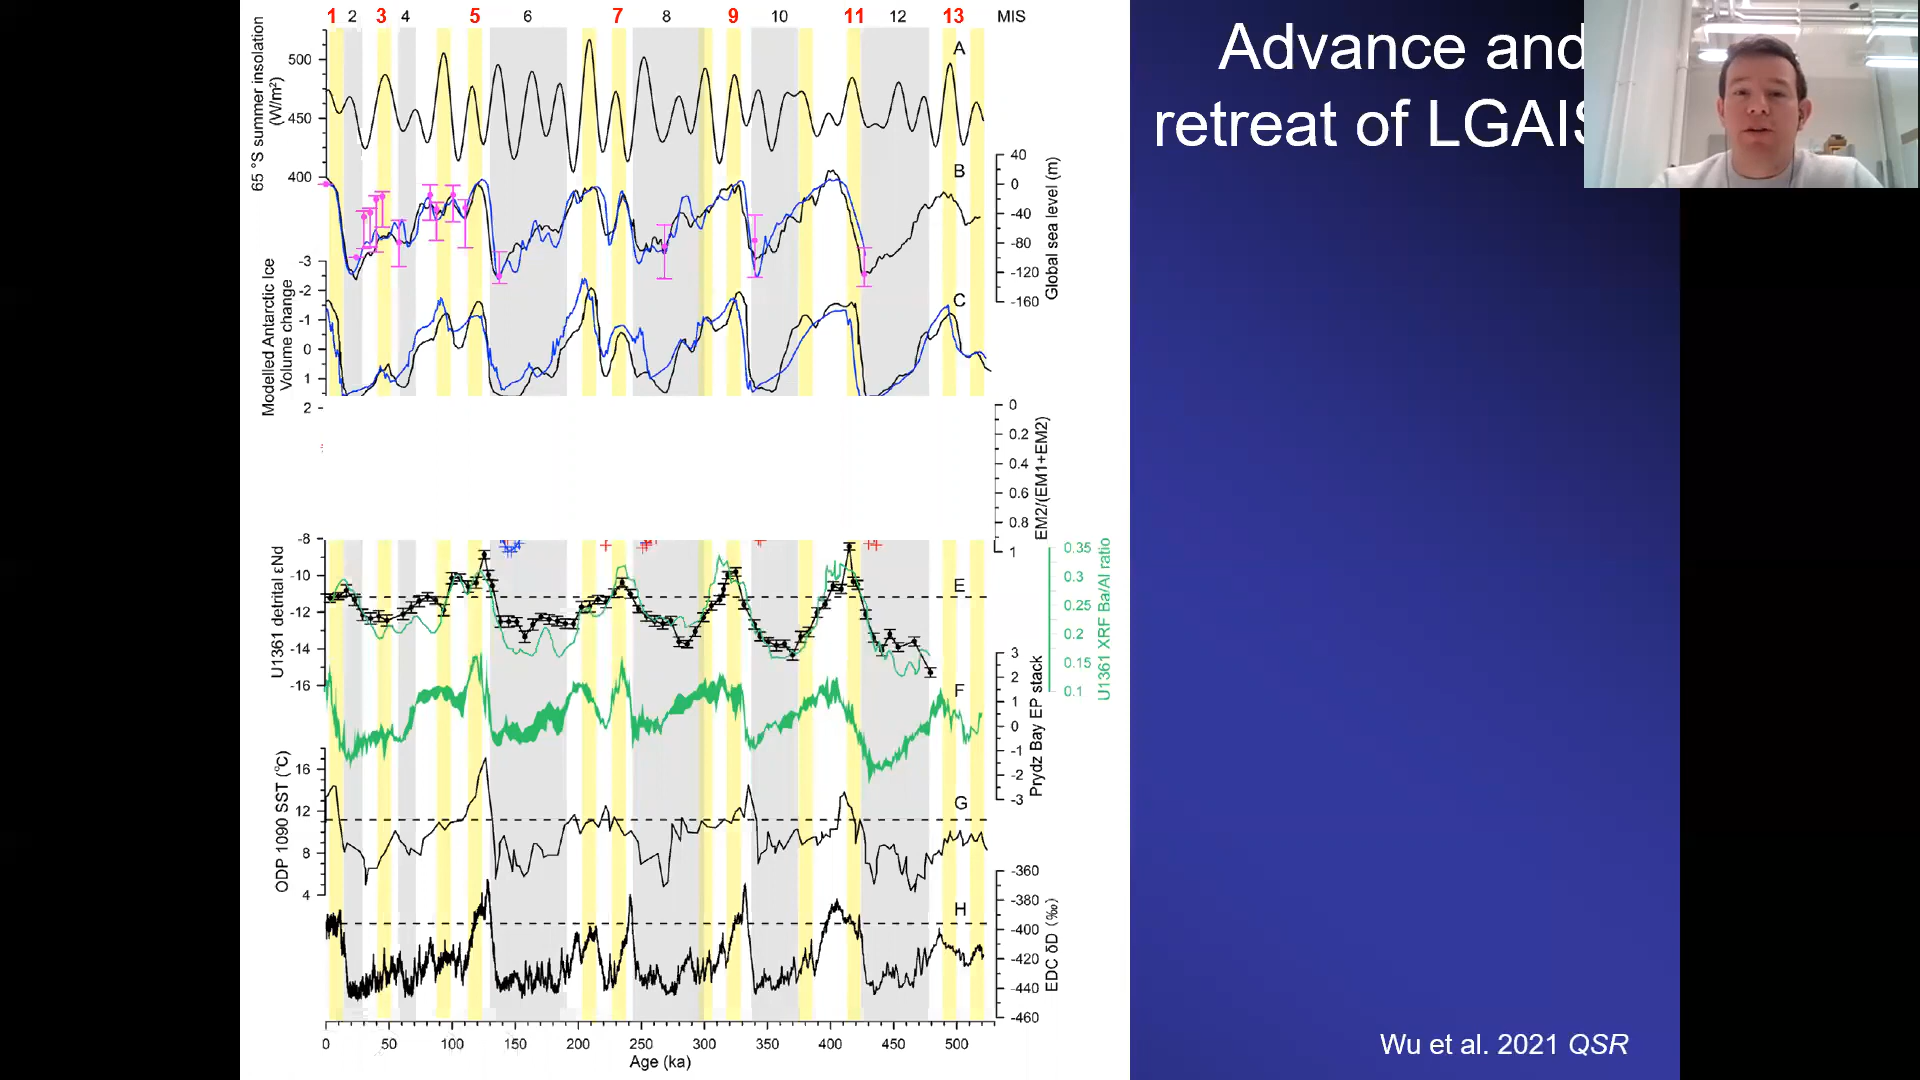 1 2 3 4 5 6 7 8 9 10 11 12 13 MIS
Advance and
retreat of LGAIS
65 °S summer insolation
(W/m²)
500
450
400
A
B
40
0
-40
-80
-120
-160
Global sea level (m)
Modelled Antarctic Ice
Volume change
-3
-2
-1
0
1
2
C
0
0.2
0.4
0.6
0.8
1
EM2/(EM1+EM2)
U1361 detrital εNd
-8
-10
-12
-14
-16
E
0.35
0.3
0.25
0.2
0.15
0.1
U1361 XRF Ba/Al ratio
F
3
2
1
0
-1
-2
-3
Prydz Bay EP stack
ODP 1090 SST (°C)
16
12
8
4
G
H
-360
-380
-400
-420
-440
-460
EDC δD (‰)
0 50 100 150 200 250 300 350 400 450 500
Age (ka)
Wu et al. 2021 QSR